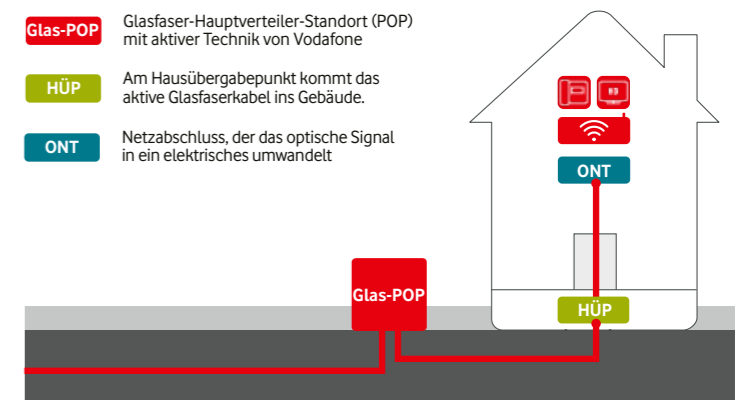 Glas-POP
Glasfaser-Hauptverteiler-Standort (POP)
mit aktiver Technik von Vodafone
HÜP
Am Hausübergabepunkt kommt das
aktive Glasfaserkabel ins Gebäude.
ONT
Netzabschluss, der das optische Signal
in ein elektrisches umwandelt
ONT
Glas-POP
HÜP